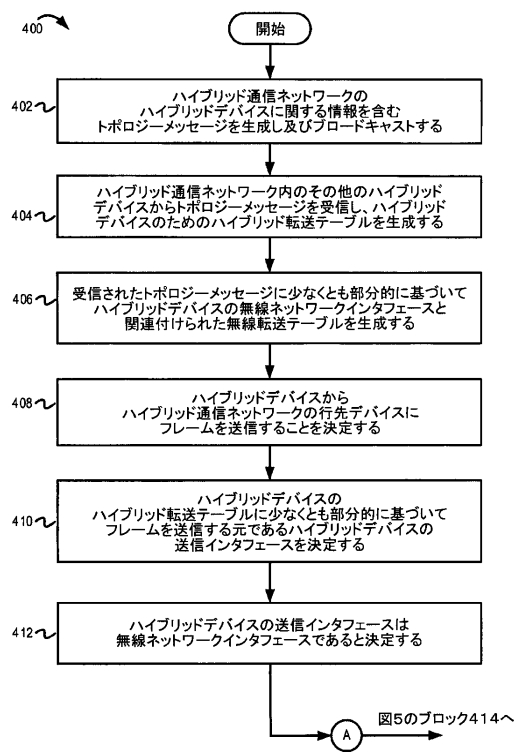 400
開始
402
ハイブリッド通信ネットワークの
ハイブリッドデバイスに関する情報を含む
トポロジーメッセージを生成し及びブロードキャストする
404
ハイブリッド通信ネットワーク内のその他のハイブリッド
デバイスからトポロジーメッセージを受信し、ハイブリッド
デバイスのためのハイブリッド転送テーブルを生成する
406
受信されたトポロジーメッセージに少なくとも部分的に基づいて
ハイブリッドデバイスの無線ネットワークインタフェースと
関連付けられた無線転送テーブルを生成する
408
ハイブリッドデバイスから
ハイブリッド通信ネットワークの行先デバイスに
フレームを送信することを決定する
410
ハイブリッドデバイスの
ハイブリッド転送テーブルに少なくとも部分的に基づいて
フレームを送信する元であるハイブリッドデバイスの
送信インタフェースを決定する
412
ハイブリッドデバイスの送信インタフェースは
無線ネットワークインタフェースであると決定する
A
図5のブロック414へ